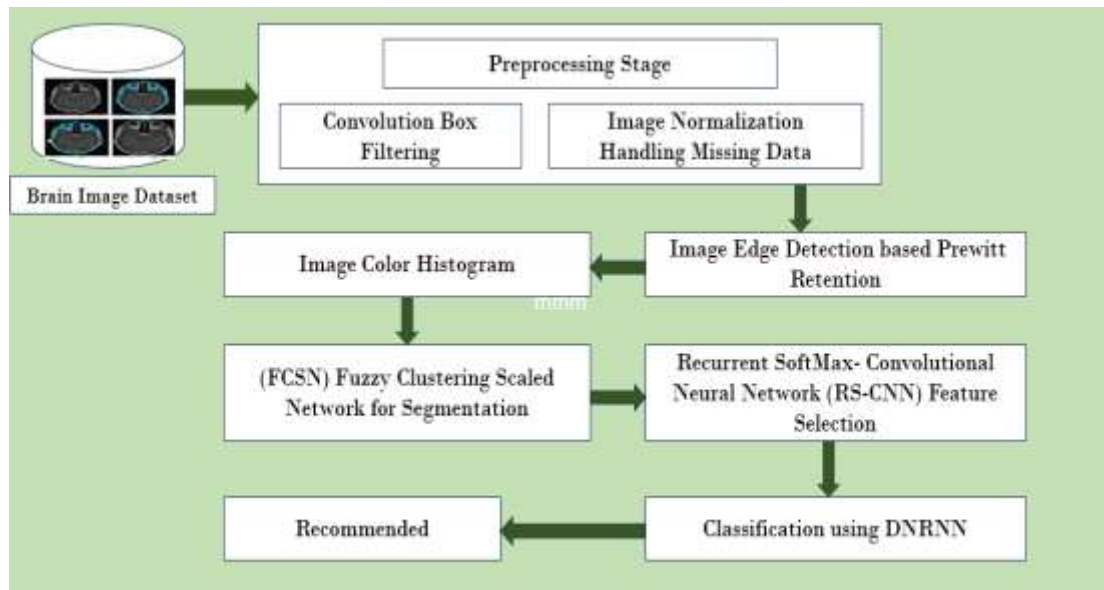 Preprocessing Stage
Convolution Box
Filtering
Image Normalization
Handling Missing Data
Brain Image Dataset
Image Edge Detection based Prewitt
Retention
Image Color Histogram
(FCSN) Fuzzy Clustering Scaled
Network for Segmentation
Recurrent SoftMax- Convolutional
Neural Network (RS-CNN) Feature
Selection
Classification using DNRNN
Recommended